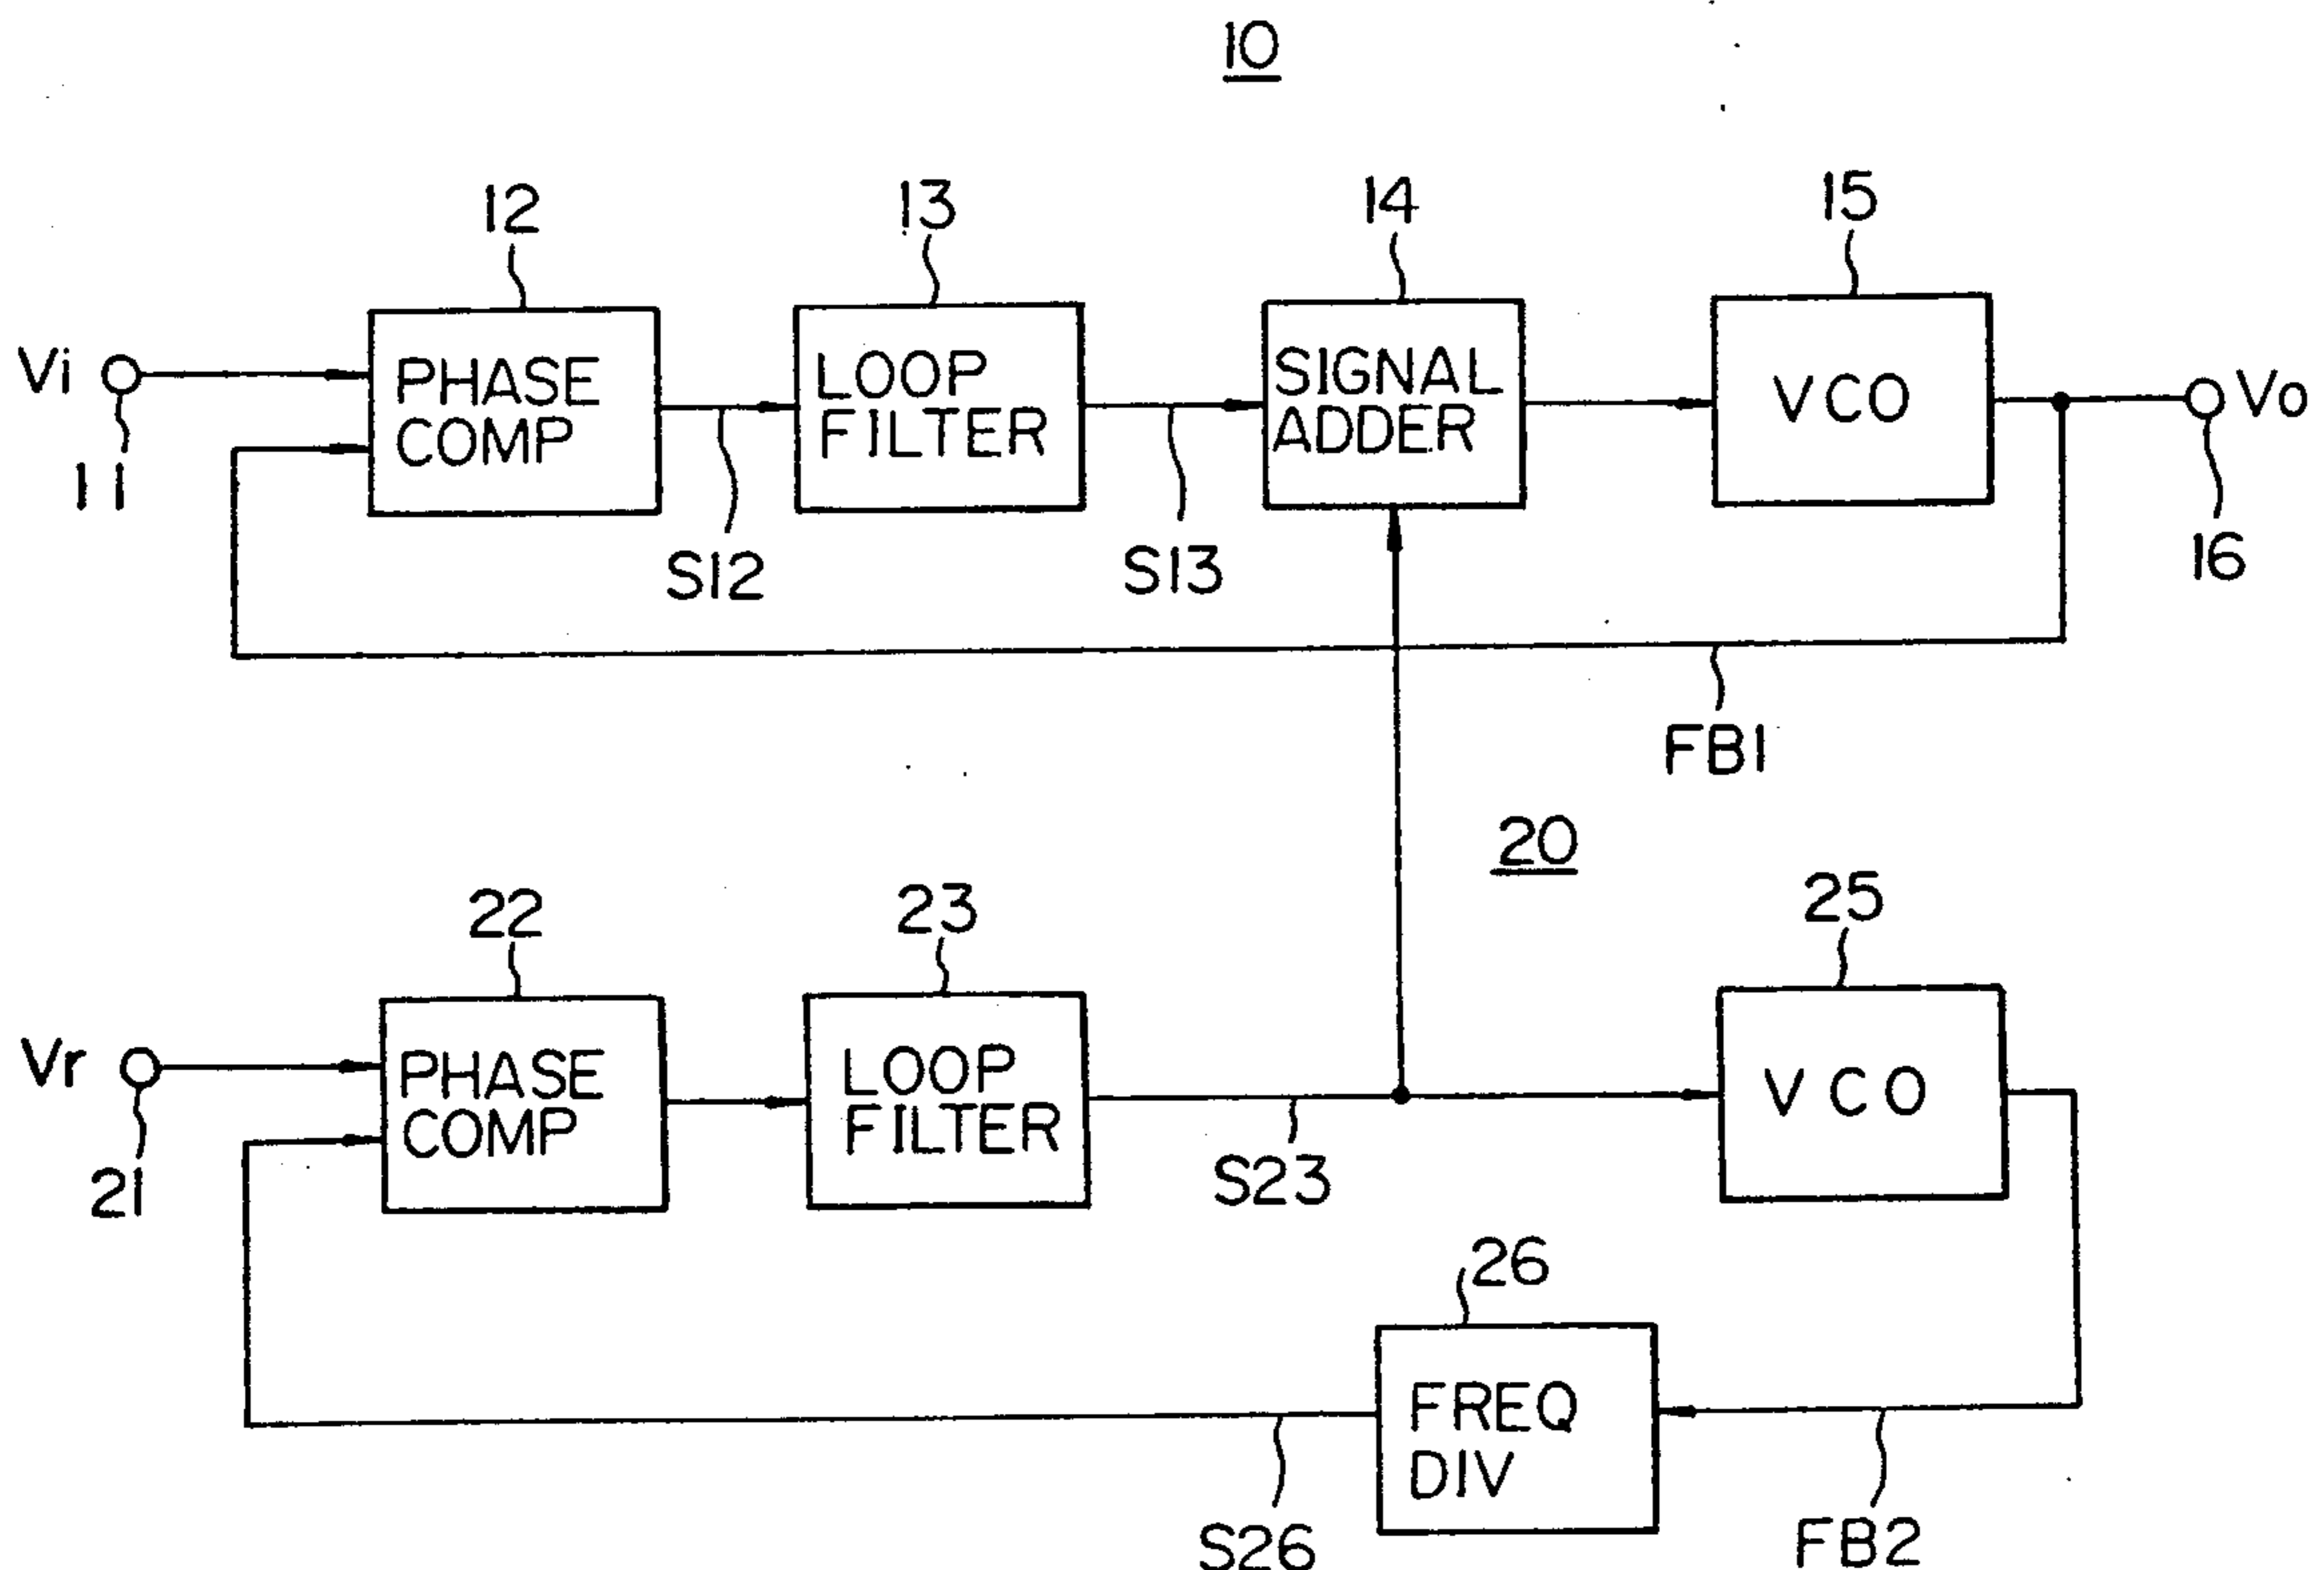 10
12
13
14
15
Vi
11
PHASE
COMP
LOOP
FILTER
SIGNAL
ADDER
VCO
Vo
16
S12
S13
FB1
20
22
23
25
Vr
21
PHASE
COMP
LOOP
FILTER
VCO
S23
26
FREQ
DIV
S26
FB2